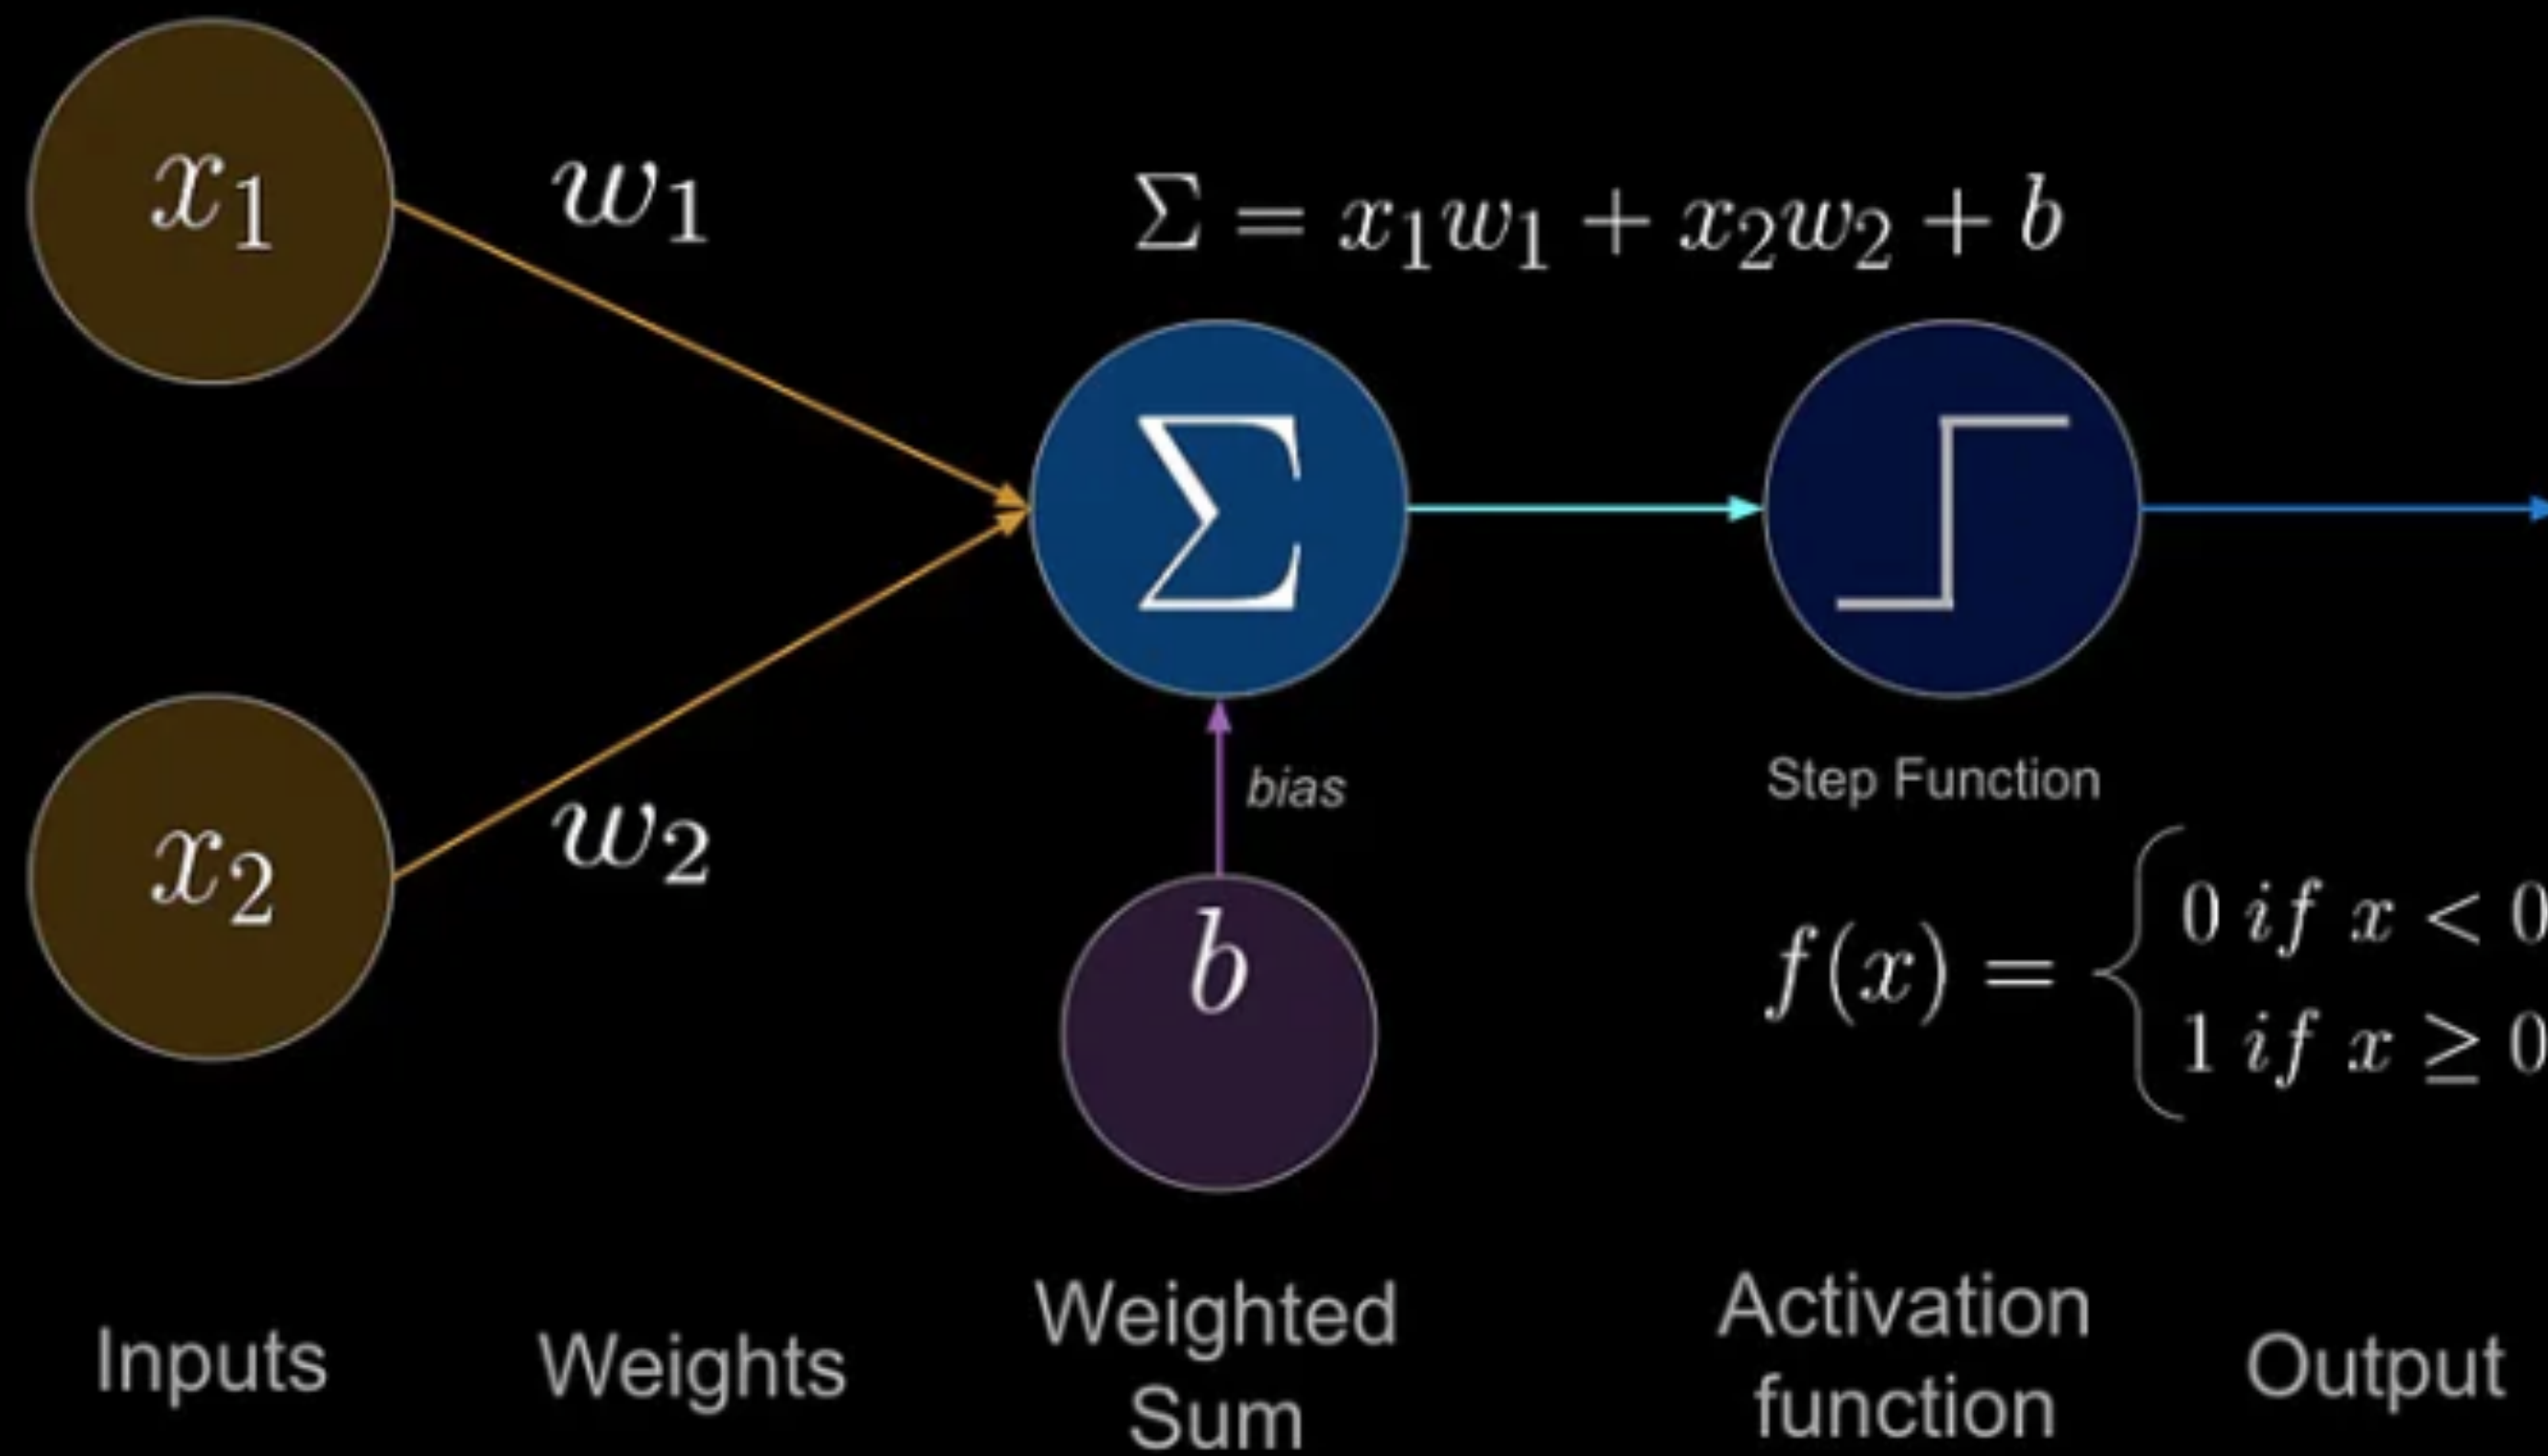 x₁
w₁
Σ = x₁w₁ + x₂w₂ + b
Σ
x₂
w₂
bias
b
Step Function
f(x) = { 0 if x < 0
1 if x ≥ 0
Inputs
Weights
Weighted
Sum
Activation
function
Output